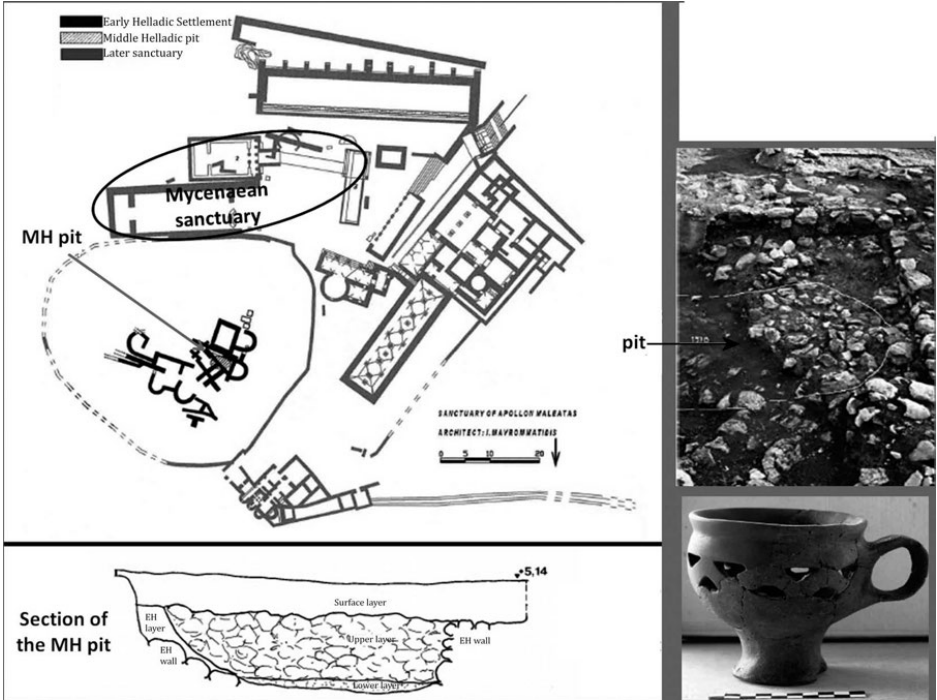 Early Helladic Settlement
Middle Helladic pit
Later sanctuary
Mycenaean
sanctuary
MH pit
SANCTUARY OF APOLLON MALEATAS
ARCHITECT: I.MAVROMMATIDIS
0 5 10 20
pit
1310
Section of
the MH pit
+5,14
Surface layer
EH
layer
Upper layer
EH wall
EH
wall
Lower layer